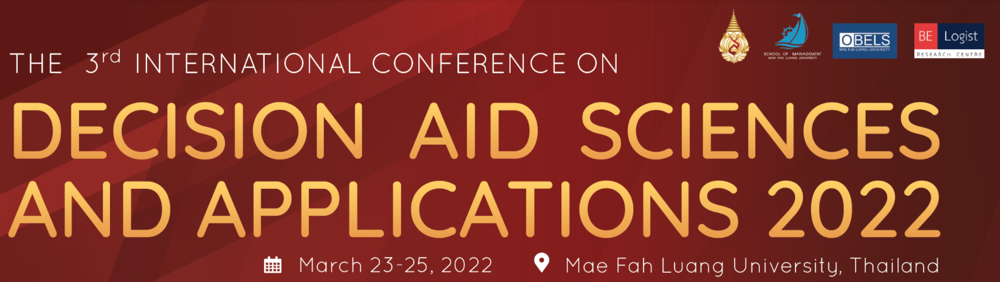 THE 3rd INTERNATIONAL CONFERENCE ON
DECISION AID SCIENCES
AND APPLICATIONS 2022
March 23-25, 2022
Mae Fah Luang University, Thailand
SCHOOL OF MANAGEMENT
MAE FAH LUANG UNIVERSITY
OBELS
MAE FAH LUANG UNIVERSITY
BE Logist
RESEARCH CENTRE